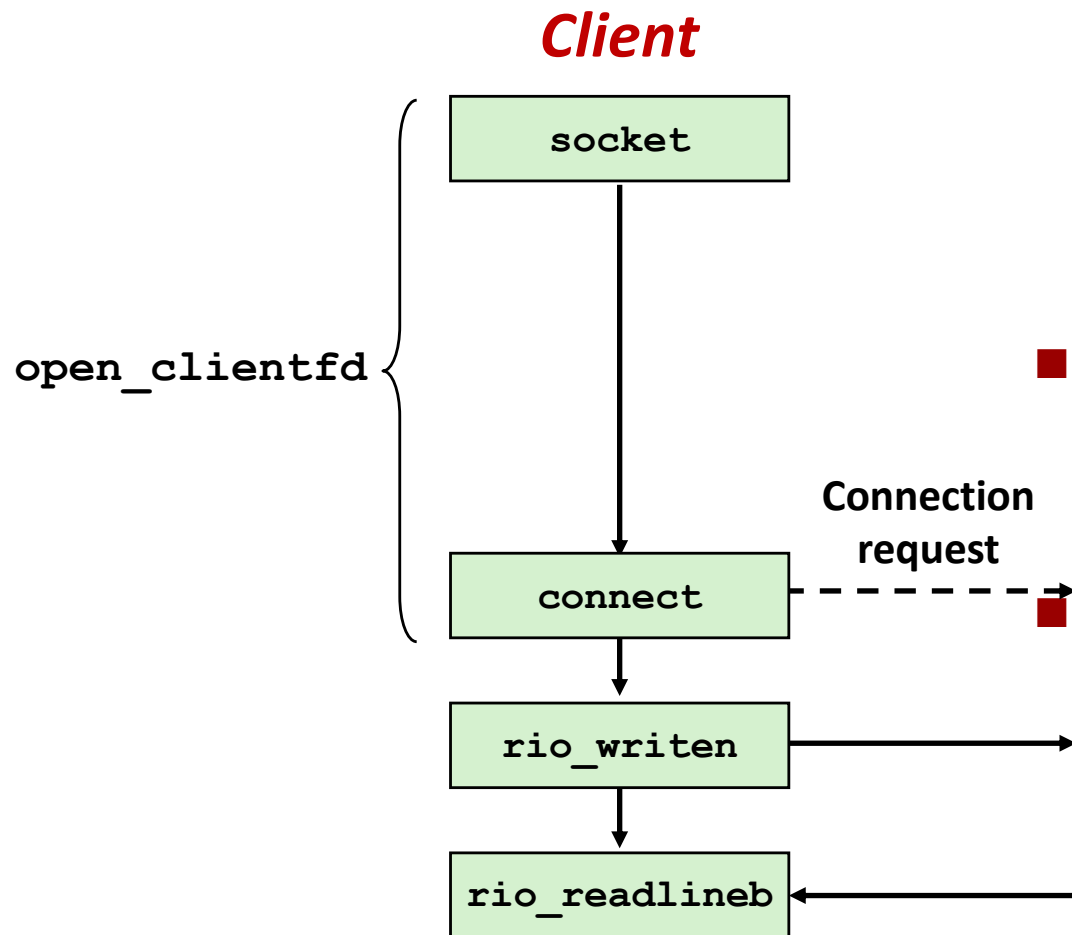 Client
socket
open_clientfd
Connection
request
connect
rio_writen
rio_readlineb